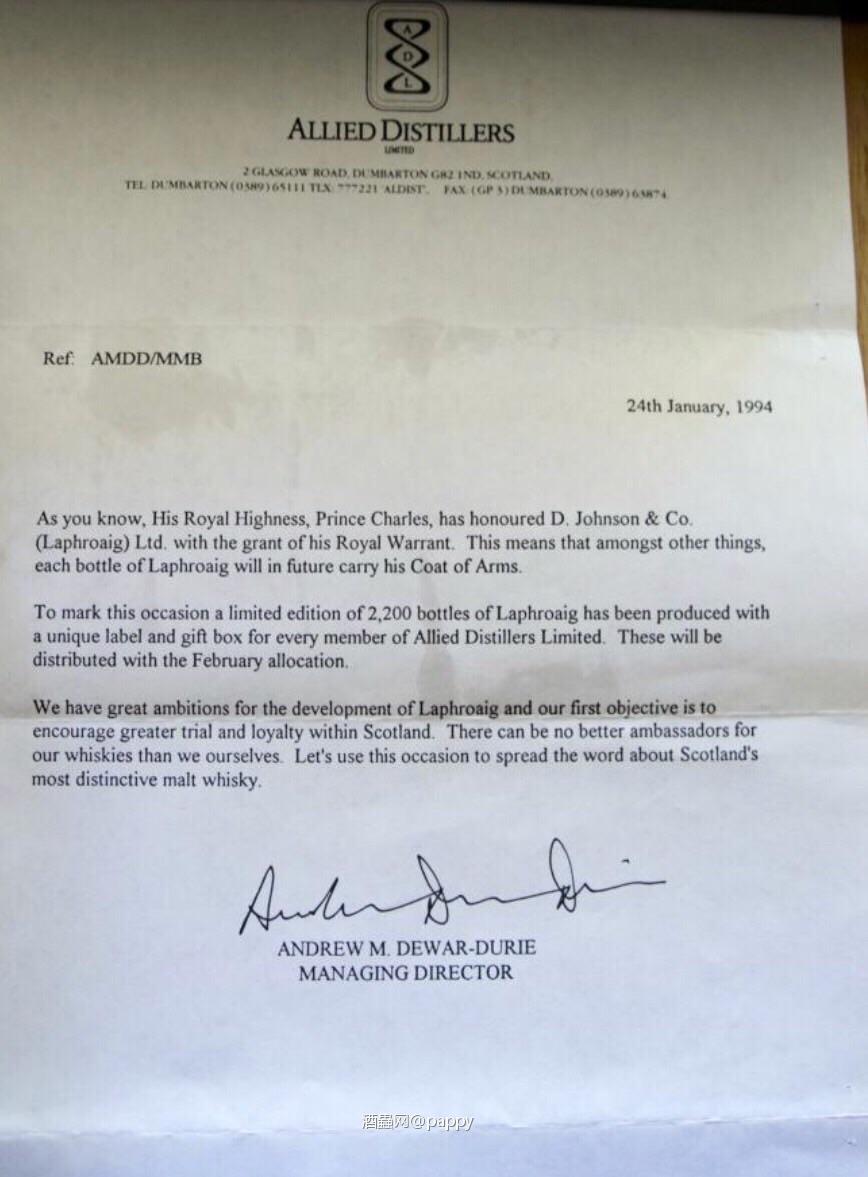 A
D
L
ALLIED DISTILLERS
LIMITED
2 GLASGOW ROAD, DUMBARTON G82 1ND, SCOTLAND.
TEL DUMBARTON (0389) 65111 TLX: 777221 'ALDIST'. FAX (GP 3) DUMBARTON (0389) 63874
Ref: AMDD/MMB
24th January, 1994
As you know, His Royal Highness, Prince Charles, has honoured D. Johnson & Co.
(Laphroaig) Ltd. with the grant of his Royal Warrant. This means that amongst other things,
each bottle of Laphroaig will in future carry his Coat of Arms.
To mark this occasion a limited edition of 2,200 bottles of Laphroaig has been produced with
a unique label and gift box for every member of Allied Distillers Limited. These will be
distributed with the February allocation.
We have great ambitions for the development of Laphroaig and our first objective is to
encourage greater trial and loyalty within Scotland. There can be no better ambassadors for
our whiskies than we ourselves. Let's use this occasion to spread the word about Scotland's
most distinctive malt whisky.
ANDREW M. DEWAR-DURIE
MANAGING DIRECTOR
酒蟲网@pappy